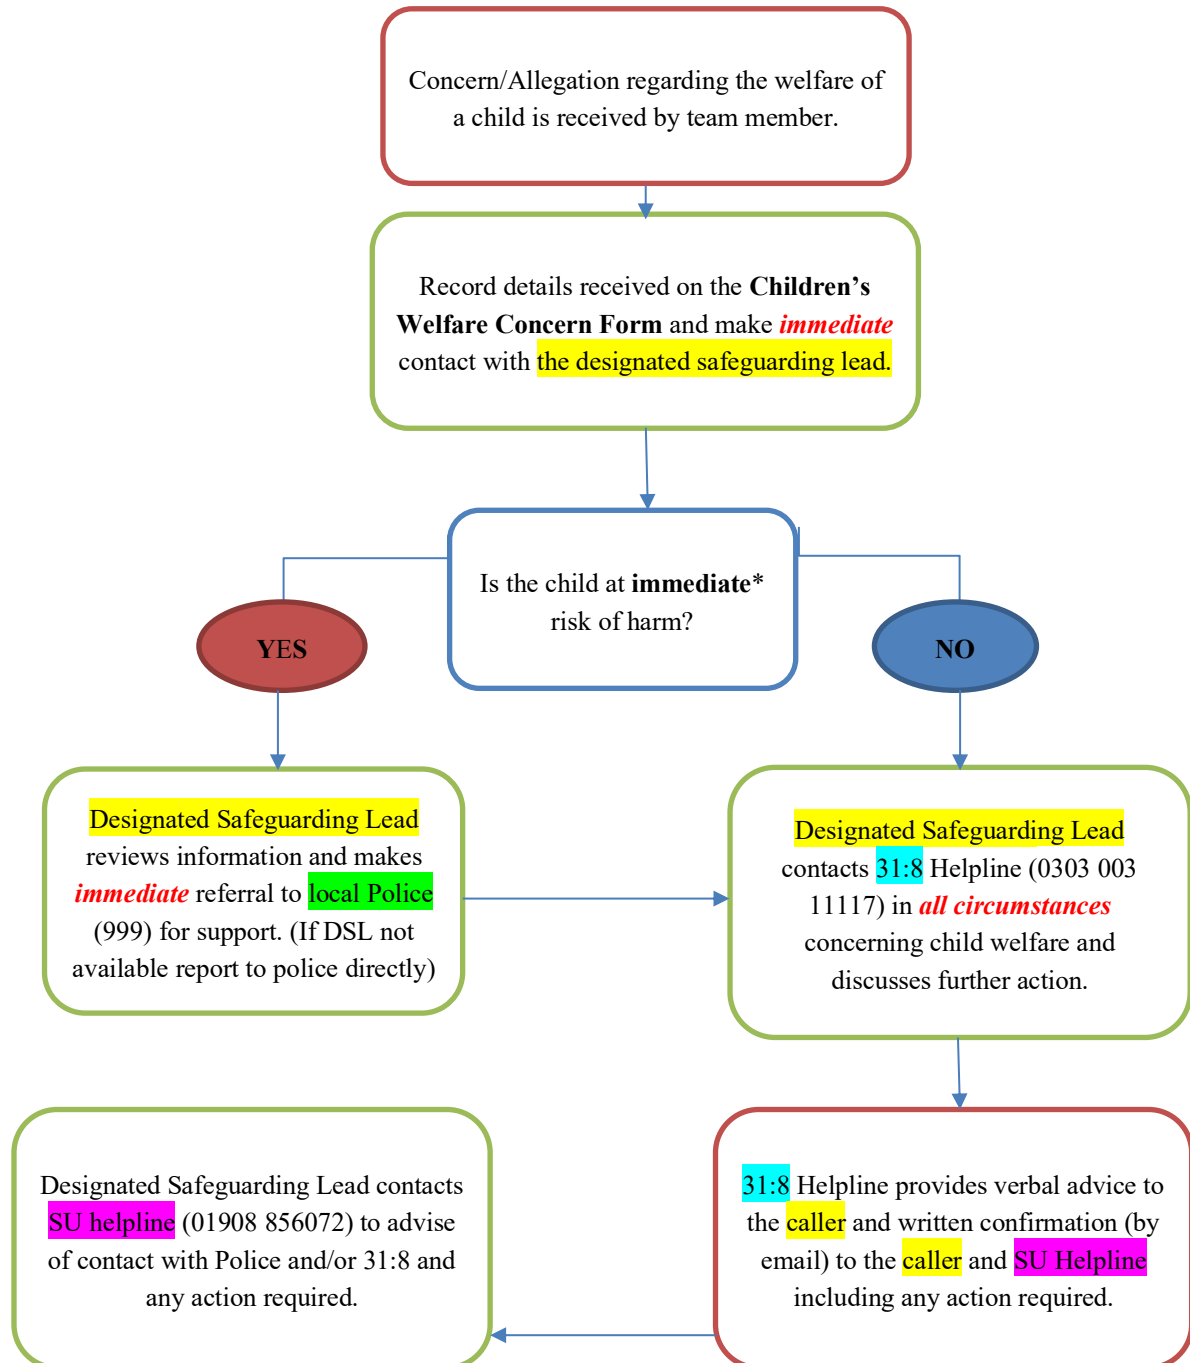 Concern/Allegation regarding the welfare of
a child is received by team member.
Record details received on the Children’s
Welfare Concern Form and make immediate
contact with the designated safeguarding lead.
Is the child at immediate*
risk of harm?
YES
NO
Designated Safeguarding Lead
reviews information and makes
immediate referral to local Police
(999) for support. (If DSL not
available report to police directly)
Designated Safeguarding Lead
contacts 31:8 Helpline (0303 003
11117) in all circumstances
concerning child welfare and
discusses further action.
Designated Safeguarding Lead contacts
SU helpline (01908 856072) to advise
of contact with Police and/or 31:8 and
any action required.
31:8 Helpline provides verbal advice to
the caller and written confirmation (by
email) to the caller and SU Helpline
including any action required.